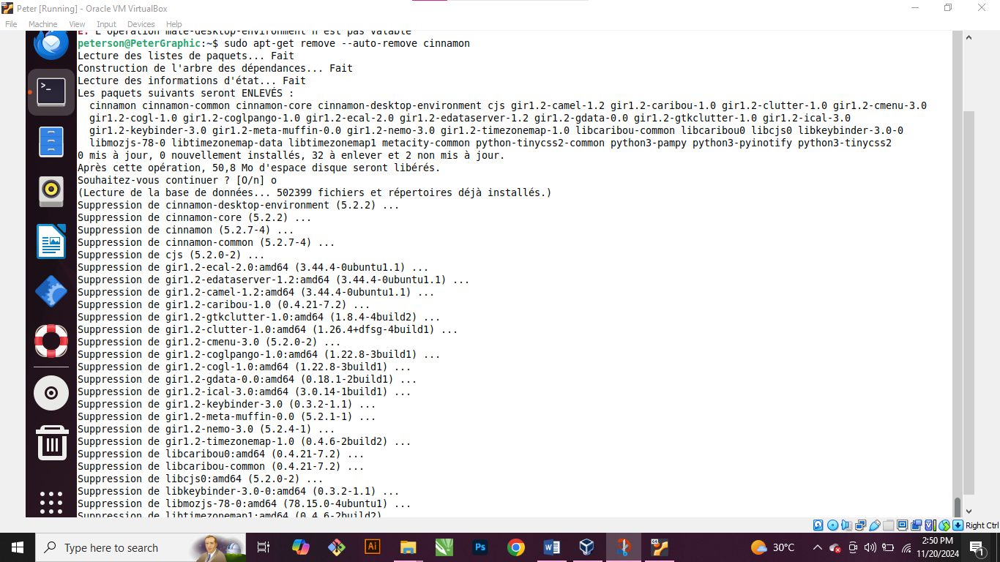 Peter [Running] - Oracle VM VirtualBox
File Machine View Input Devices Help
E: L'opération mate-desktop-environment n'est pas valable
peterson@PeterGraphic:~$ sudo apt-get remove --auto-remove cinnamon
Lecture des listes de paquets... Fait
Construction de l'arbre des dépendances... Fait
Lecture des informations d'état... Fait
Les paquets suivants seront ENLEVÉS :
cinnamon cinnamon-common cinnamon-core cinnamon-desktop-environment cjs gir1.2-camel-1.2 gir1.2-caribou-1.0 gir1.2-clutter-1.0 gir1.2-cmenu-3.0
gir1.2-cogl-1.0 gir1.2-coglpango-1.0 gir1.2-ecal-2.0 gir1.2-edataserver-1.2 gir1.2-gdata-0.0 gir1.2-gtkclutter-1.0 gir1.2-ical-3.0
gir1.2-keybinder-3.0 gir1.2-meta-muffin-0.0 gir1.2-nemo-3.0 gir1.2-timezonemap-1.0 libcaribou-common libcaribou0 libcjs0 libkeybinder-3.0-0
libmozjs-78-0 libtimezonemap-data libtimezonemap1 metacity-common python-tinycss2-common python3-pampy python3-pyinotify python3-tinycss2
0 mis à jour, 0 nouvellement installés, 32 à enlever et 2 non mis à jour.
Après cette opération, 50,8 Mo d'espace disque seront libérés.
Souhaitez-vous continuer ? [O/n] o
(Lecture de la base de données... 502399 fichiers et répertoires déjà installés.)
Suppression de cinnamon-desktop-environment (5.2.2) ...
Suppression de cinnamon-core (5.2.2) ...
Suppression de cinnamon (5.2.7-4) ...
Suppression de cinnamon-common (5.2.7-4) ...
Suppression de cjs (5.2.0-2) ...
Suppression de gir1.2-ecal-2.0:amd64 (3.44.4-0ubuntu1.1) ...
Suppression de gir1.2-edataserver-1.2:amd64 (3.44.4-0ubuntu1.1) ...
Suppression de gir1.2-camel-1.2:amd64 (3.44.4-0ubuntu1.1) ...
Suppression de gir1.2-caribou-1.0 (0.4.21-7.2) ...
Suppression de gir1.2-gtkclutter-1.0:amd64 (1.8.4-4build2) ...
Suppression de gir1.2-clutter-1.0:amd64 (1.26.4+dfsg-4build1) ...
Suppression de gir1.2-cmenu-3.0 (5.2.0-2) ...
Suppression de gir1.2-coglpango-1.0:amd64 (1.22.8-3build1) ...
Suppression de gir1.2-cogl-1.0:amd64 (1.22.8-3build1) ...
Suppression de gir1.2-gdata-0.0:amd64 (0.18.1-2build1) ...
Suppression de gir1.2-ical-3.0:amd64 (3.0.14-1build1) ...
Suppression de gir1.2-keybinder-3.0 (0.3.2-1.1) ...
Suppression de gir1.2-meta-muffin-0.0 (5.2.1-1) ...
Suppression de gir1.2-nemo-3.0 (5.2.4-1) ...
Suppression de gir1.2-timezonemap-1.0 (0.4.6-2build2) ...
Suppression de libcaribou0:amd64 (0.4.21-7.2) ...
Suppression de libcaribou-common (0.4.21-7.2) ...
Suppression de libcjs0:amd64 (5.2.0-2) ...
Suppression de libkeybinder-3.0-0:amd64 (0.3.2-1.1) ...
Suppression de libmozjs-78-0:amd64 (78.15.0-4ubuntu1) ...
Suppression de libtimezonemap1:amd64 (0.4.6-2build2)
Right Ctrl
Type here to search
Ai
Ps
30°C
2:50 PM
11/20/2024
1